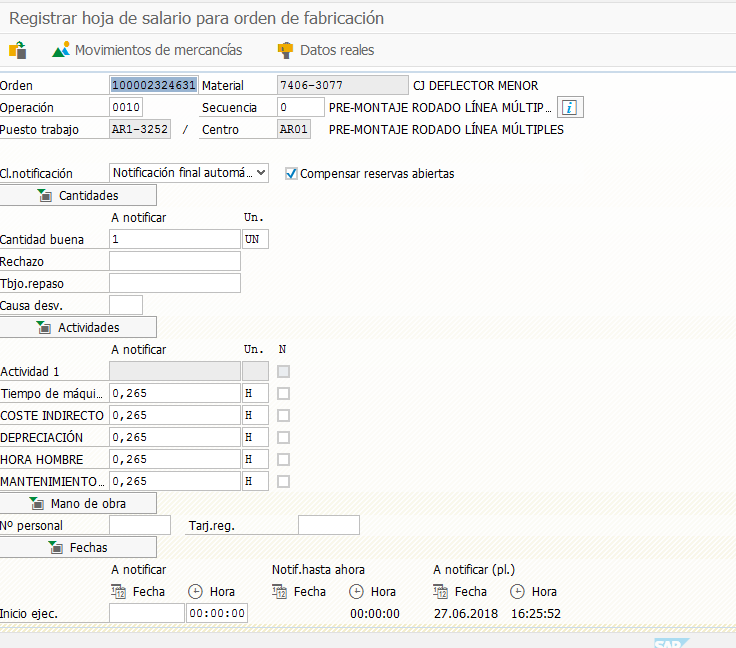 Registrar hoja de salario para orden de fabricación
Movimientos de mercancías Datos reales
Orden 100002324631 Material 7406-3077 CJ DEFLECTOR MENOR
Operación 0010 Secuencia 0 PRE-MONTAJE RODADO LÍNEA MÚLTIP... i
Puesto trabajo AR1-3252 / Centro AR01 PRE-MONTAJE RODADO LÍNEA MÚLTIPLES
Cl.notificación Notificación final automá... Compensar reservas abiertas
Cantidades
A notificar Un.
Cantidad buena 1 UN
Rechazo
Tbjo.repaso
Causa desv.
Actividades
A notificar Un. N
Actividad 1
Tiempo de máqui... 0,265 H
COSTE INDIRECTO 0,265 H
DEPRECIACIÓN 0,265 H
HORA HOMBRE 0,265 H
MANTENIMIENTO... 0,265 H
Mano de obra
Nº personal Tarj.reg.
Fechas
A notificar Notif.hasta ahora A notificar (pl.)
Fecha Hora Fecha Hora Fecha Hora
Inicio ejec. 00:00:00 00:00:00 27.06.2018 16:25:52
SAP